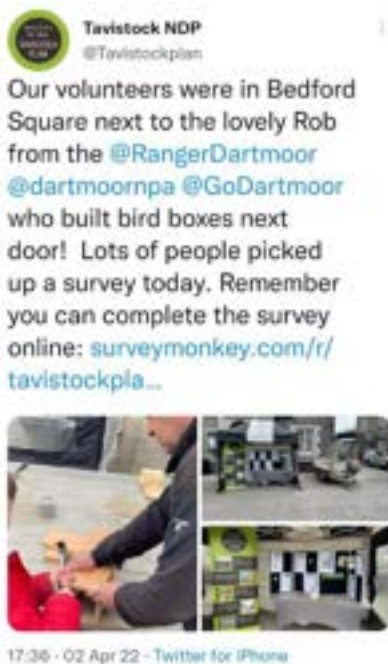 Tavistock NDP
@Tavistockplan
Our volunteers were in Bedford
Square next to the lovely Rob
from the @RangerDartmoor
@dartmoornpa @GoDartmoor
who built bird boxes next
door! Lots of people picked
up a survey today. Remember
you can complete the survey
online: surveymonkey.com/r/
tavistockpla...
17:36 · 02 Apr 22 · Twitter for iPhone